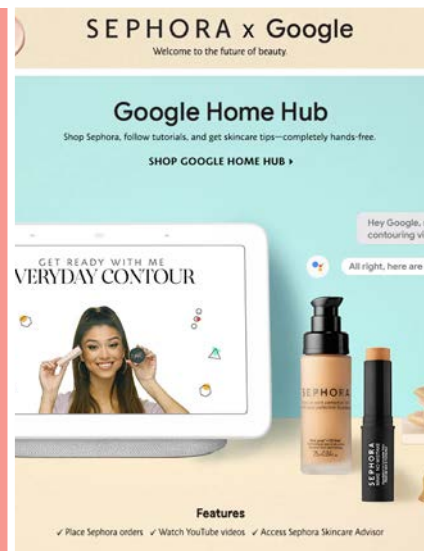 SEPHORA x Google
Welcome to the future of beauty.
Google Home Hub
Shop Sephora, follow tutorials, and get skincare tips—completely hands-free.
SHOP GOOGLE HOME HUB ▸
Hey Google,
contouring
GET READY WITH ME
VERYDAY CONTOUR
All right, here are
SEPHORA
SEPHORA
Features
✓ Place Sephora orders ✓ Watch YouTube videos ✓ Access Sephora Skincare Advisor